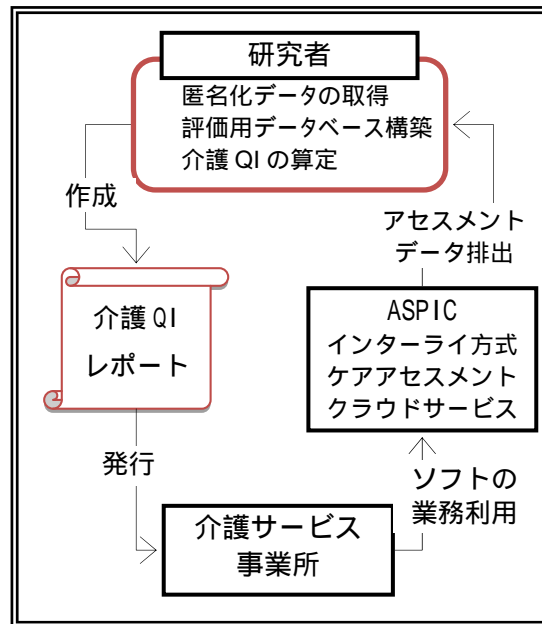 研究者
匿名化データの取得
評価用データベース構築
介護 QI の算定
作成
アセスメント
データ排出
介護 QI
レポート
ASPIC
インターライ方式
ケアアセスメント
クラウドサービス
発行
ソフトの
業務利用
介護サービス
事業所